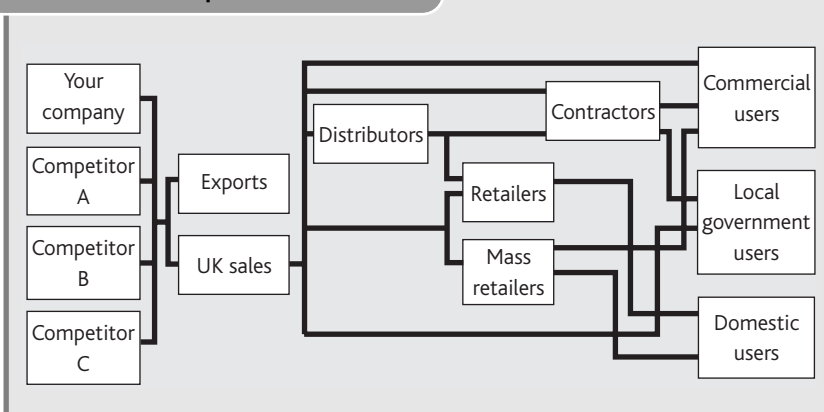 Your
company
Competitor
A
Competitor
B
Competitor
C
Exports
UK sales
Distributors
Contractors
Retailers
Mass
retailers
Commercial
users
Local
government
users
Domestic
users